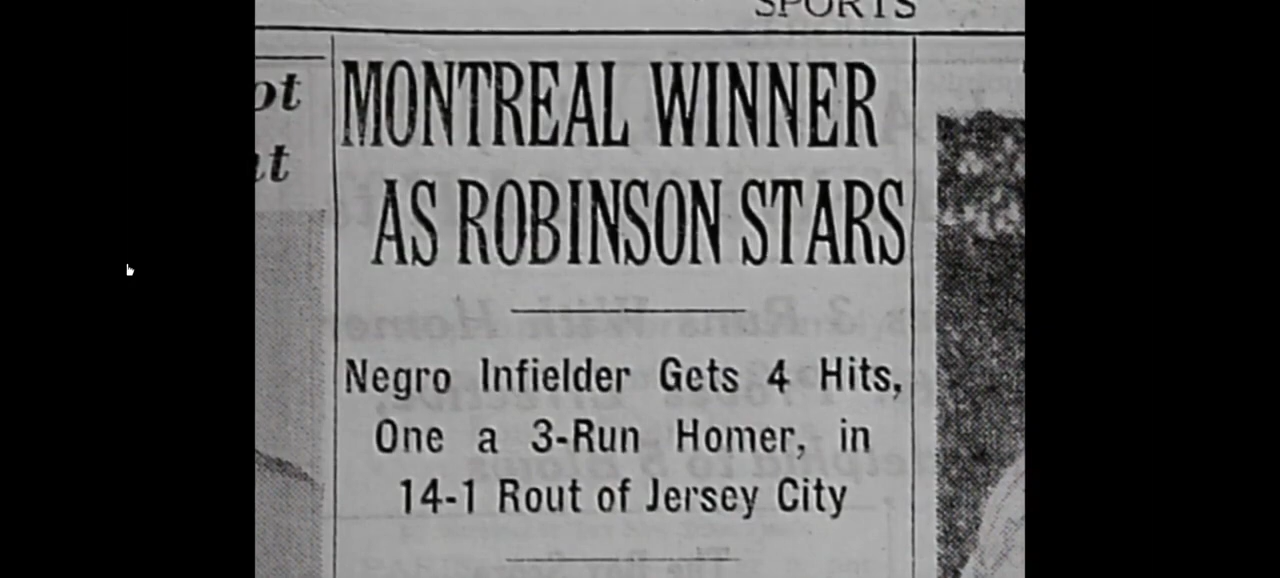 SPORTS
ot
MONTREAL WINNER
AS ROBINSON STARS
Negro Infielder Gets 4 Hits,
One a 3-Run Homer, in
14-1 Rout of Jersey City